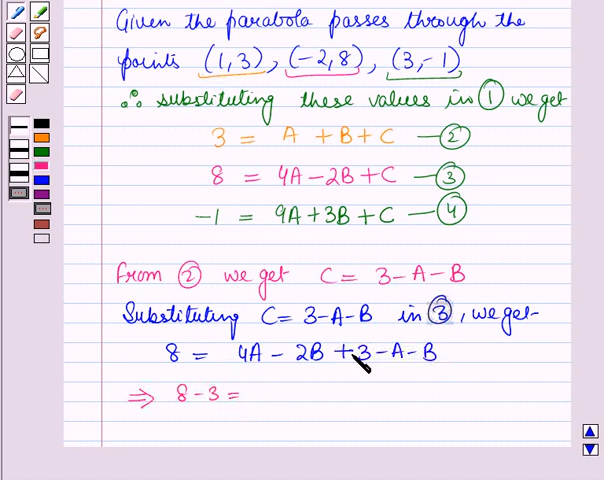 Given the parabola passes through the
points (1,3), (-2,8), (3,-1)
∴ substituting these values in ① we get
3 = A + B + C — ②
8 = 4A - 2B + C — ③
-1 = 9A + 3B + C — ④
From ② we get C = 3 - A - B
Substituting C = 3 - A - B in ③, we get
8 = 4A - 2B + 3 - A - B
⇒ 8 - 3 =